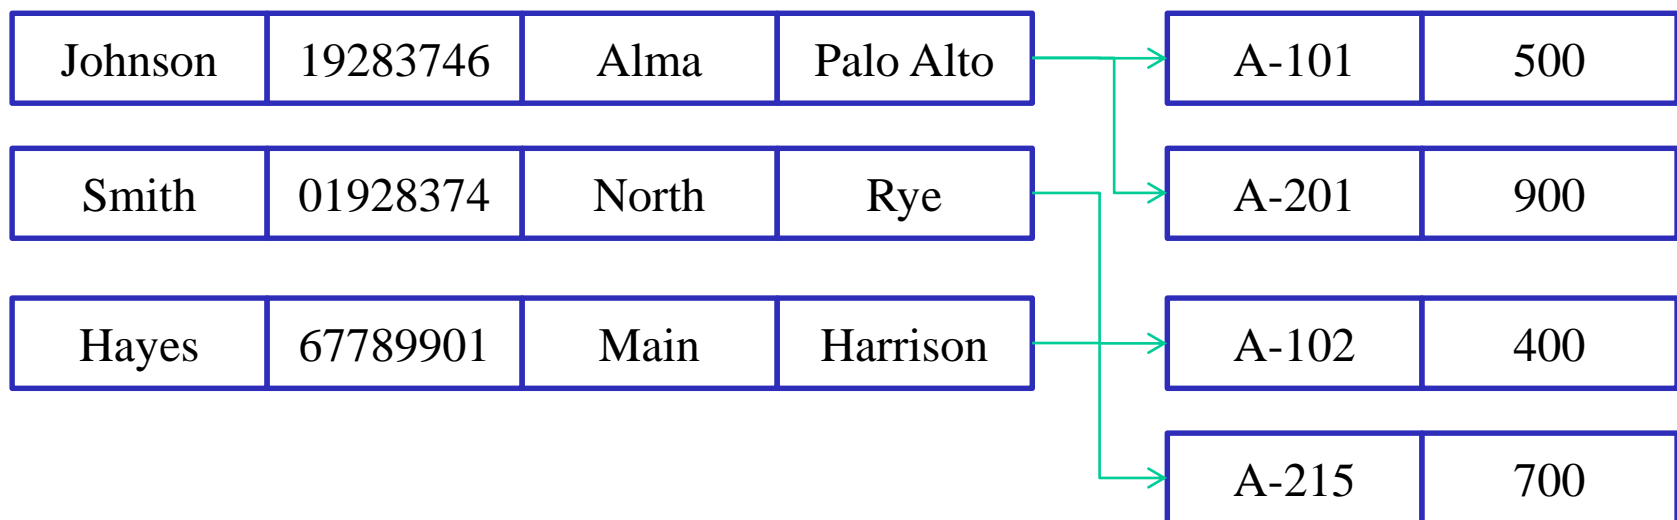 Johnson 19283746 Alma Palo Alto A-101 500
Smith 01928374 North Rye A-201 900
Hayes 67789901 Main Harrison A-102 400
A-215 700